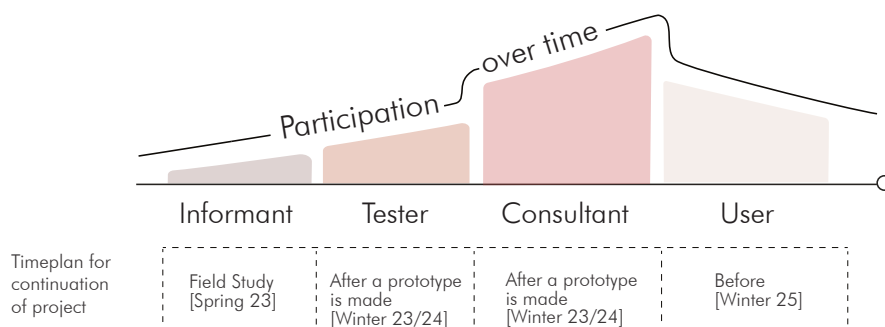 Participation over time
Informant
Tester
Consultant
User
Timeplan for
continuation
of project
Field Study
[Spring 23]
After a prototype
is made
[Winter 23/24]
After a prototype
is made
[Winter 23/24]
Before
[Winter 25]